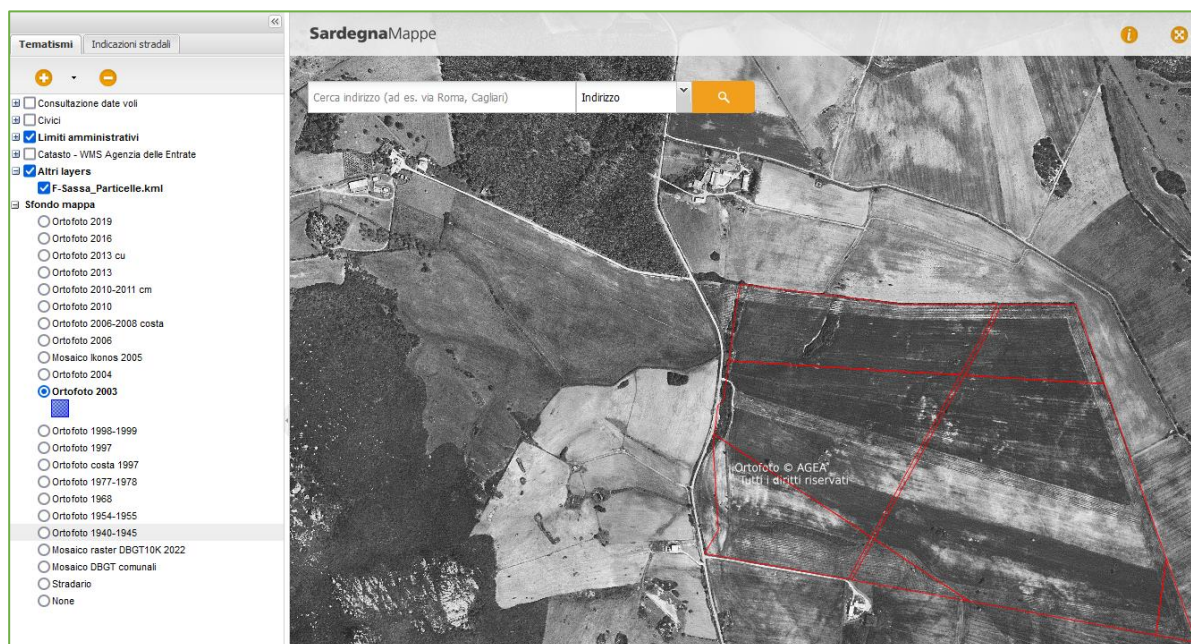 SardegnaMappe
Tematismi
Indicazioni stradali
Cerca indirizzo (ad es. via Roma, Cagliari)
Indirizzo
Consultazione date voli
Civici
Limiti amministrativi
Catasto - WMS Agenzia delle Entrate
Altri layers
F-Sassa_Particelle.kml
Sfondo mappa
Ortofoto 2019
Ortofoto 2016
Ortofoto 2013 cu
Ortofoto 2013
Ortofoto 2010-2011 cm
Ortofoto 2010
Ortofoto 2006-2008 costa
Ortofoto 2006
Mosaico Ikonos 2005
Ortofoto 2004
Ortofoto 2003
Ortofoto 1998-1999
Ortofoto 1997
Ortofoto costa 1997
Ortofoto 1977-1978
Ortofoto 1968
Ortofoto 1954-1955
Ortofoto 1940-1945
Mosaico raster DBGT10K 2022
Mosaico DBGT comunali
Stradario
None
Ortofoto © AGEA
Tutti i diritti riservati